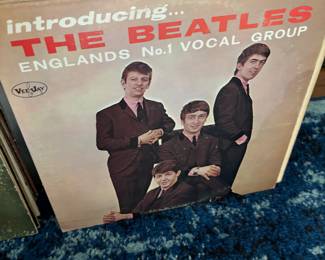 introducing...
THE BEATLES
ENGLANDS No.1 VOCAL GROUP
VEEJAY